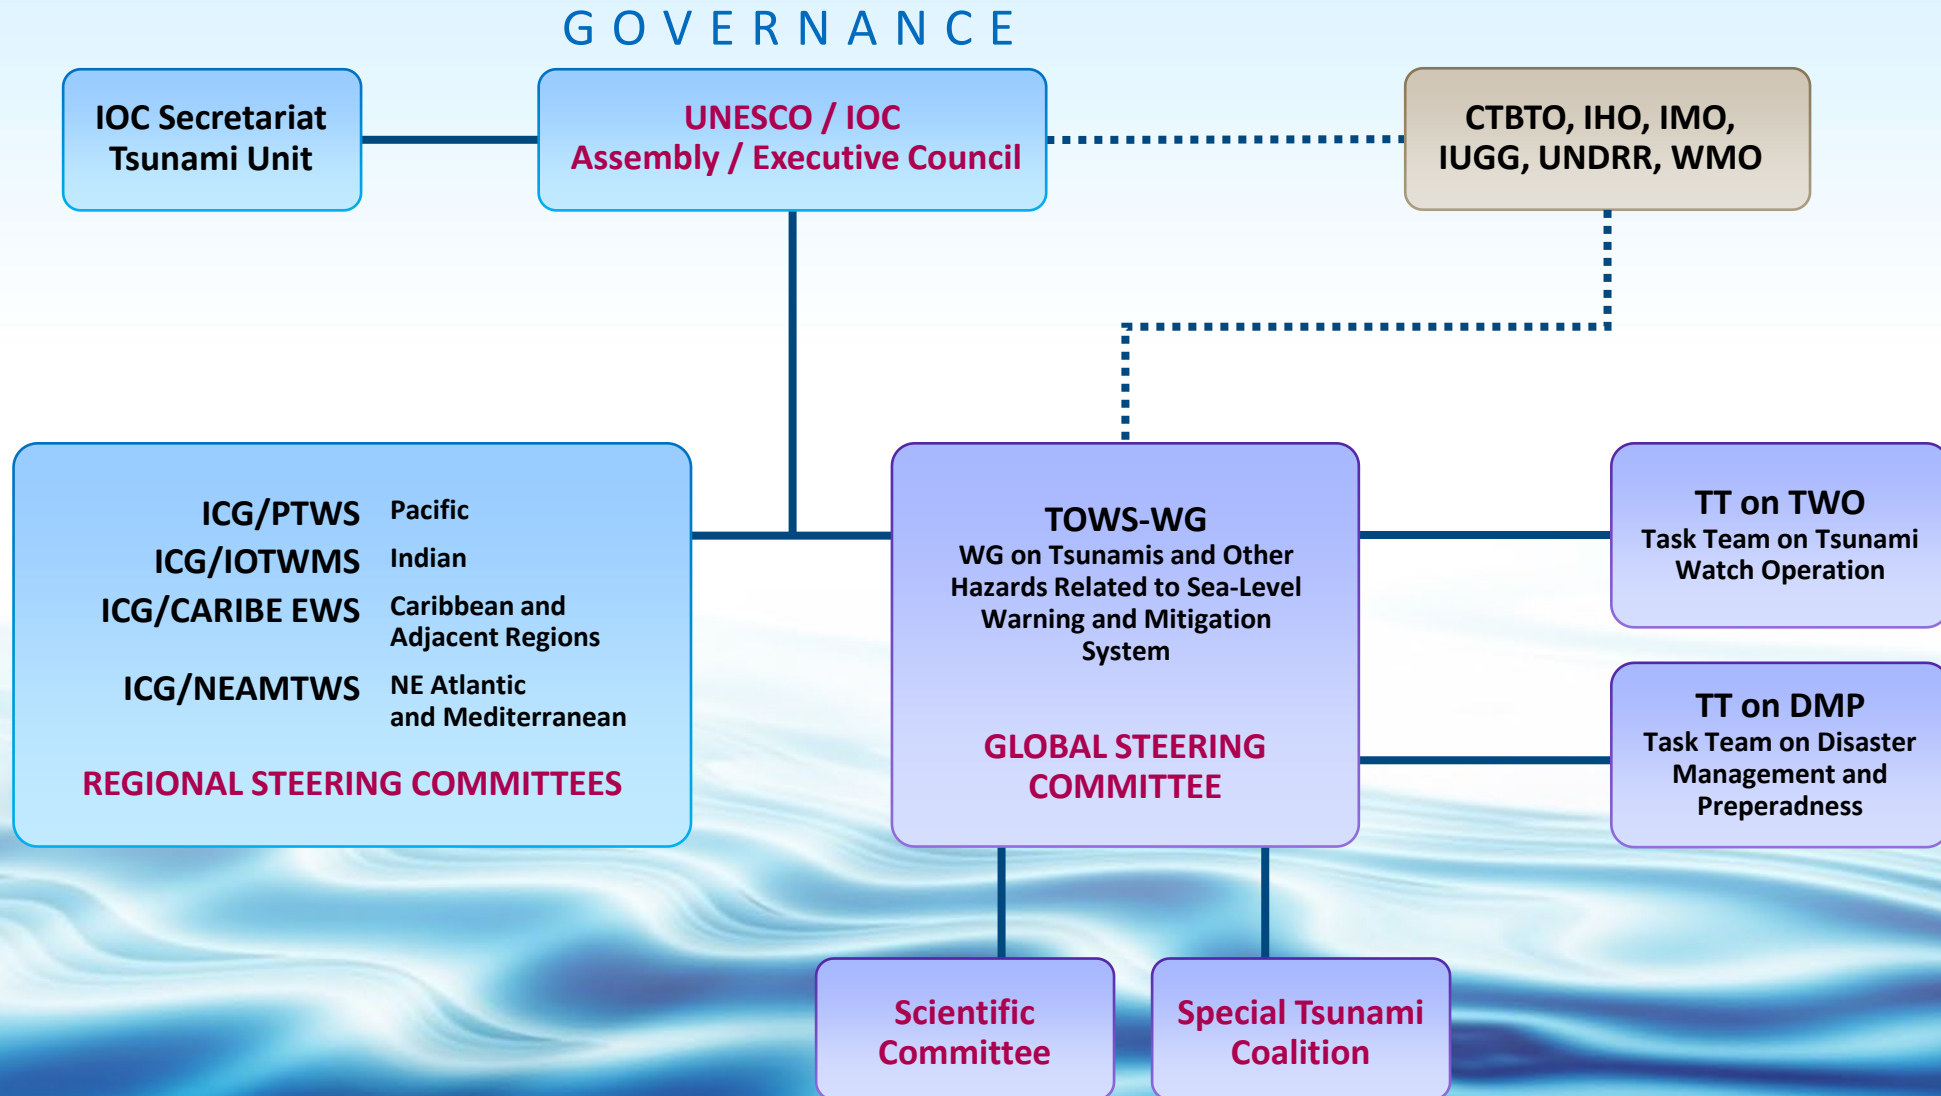 GOVERNANCE
IOC Secretariat
Tsunami Unit
UNESCO / IOC
Assembly / Executive Council
CTBTO, IHO, IMO,
IUGG, UNDRR, WMO
ICG/PTWS Pacific
ICG/IOTWMS Indian
ICG/CARIBE EWS Caribbean and
Adjacent Regions
ICG/NEAMTWS NE Atlantic
and Mediterranean
REGIONAL STEERING COMMITTEES
TOWS-WG
WG on Tsunamis and Other
Hazards Related to Sea-Level
Warning and Mitigation
System
GLOBAL STEERING
COMMITTEE
TT on TWO
Task Team on Tsunami
Watch Operation
TT on DMP
Task Team on Disaster
Management and
Preperadness
Scientific
Committee
Special Tsunami
Coalition